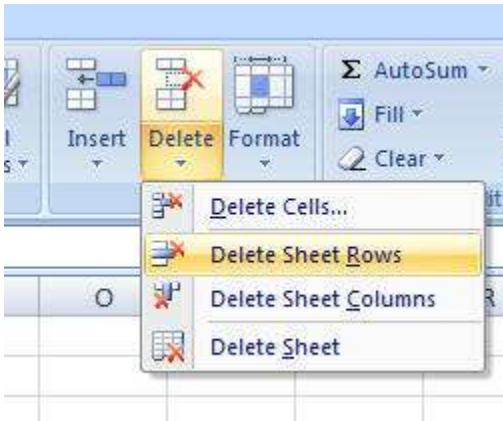 Σ AutoSum
Fill
Insert Delete Format
Clear
Delete Cells...
Delete Sheet Rows
O
Delete Sheet Columns
R
Delete Sheet